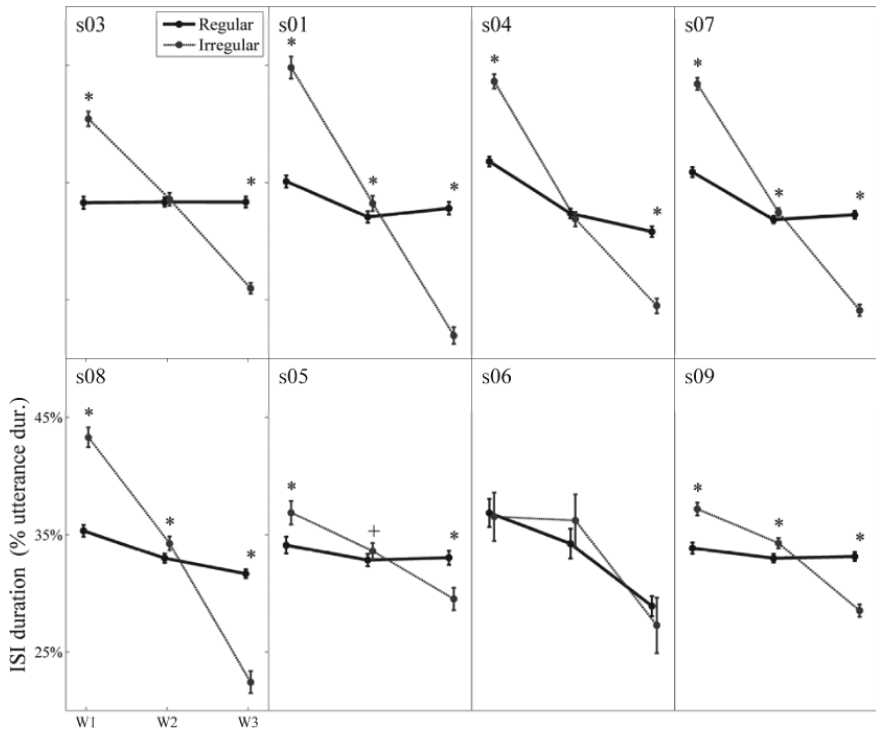 s03
Regular
Irregular
s01
s04
s07
*
*
*
*
*
*
*
*
*
*
s08
s05
s06
s09
ISI duration (% utterance dur.)
45%
35%
25%
*
*
*
*
+
*
*
*
*
W1
W2
W3